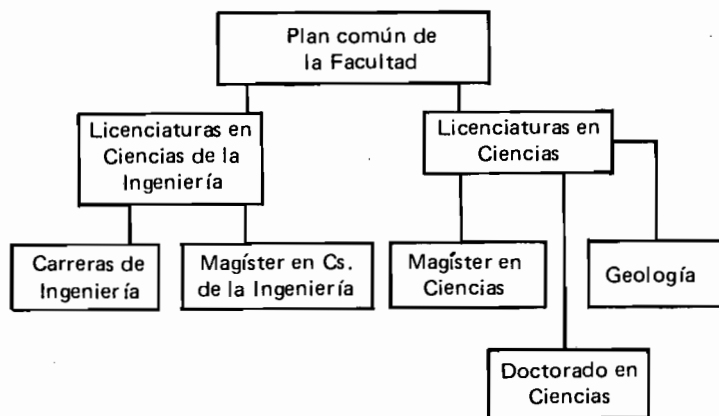 Plan común de
la Facultad
Licenciaturas en
Ciencias de la
Ingeniería
Licenciaturas en
Ciencias
Carreras de
Ingeniería
Magíster en Cs.
de la Ingeniería
Magíster en
Ciencias
Geología
Doctorado en
Ciencias